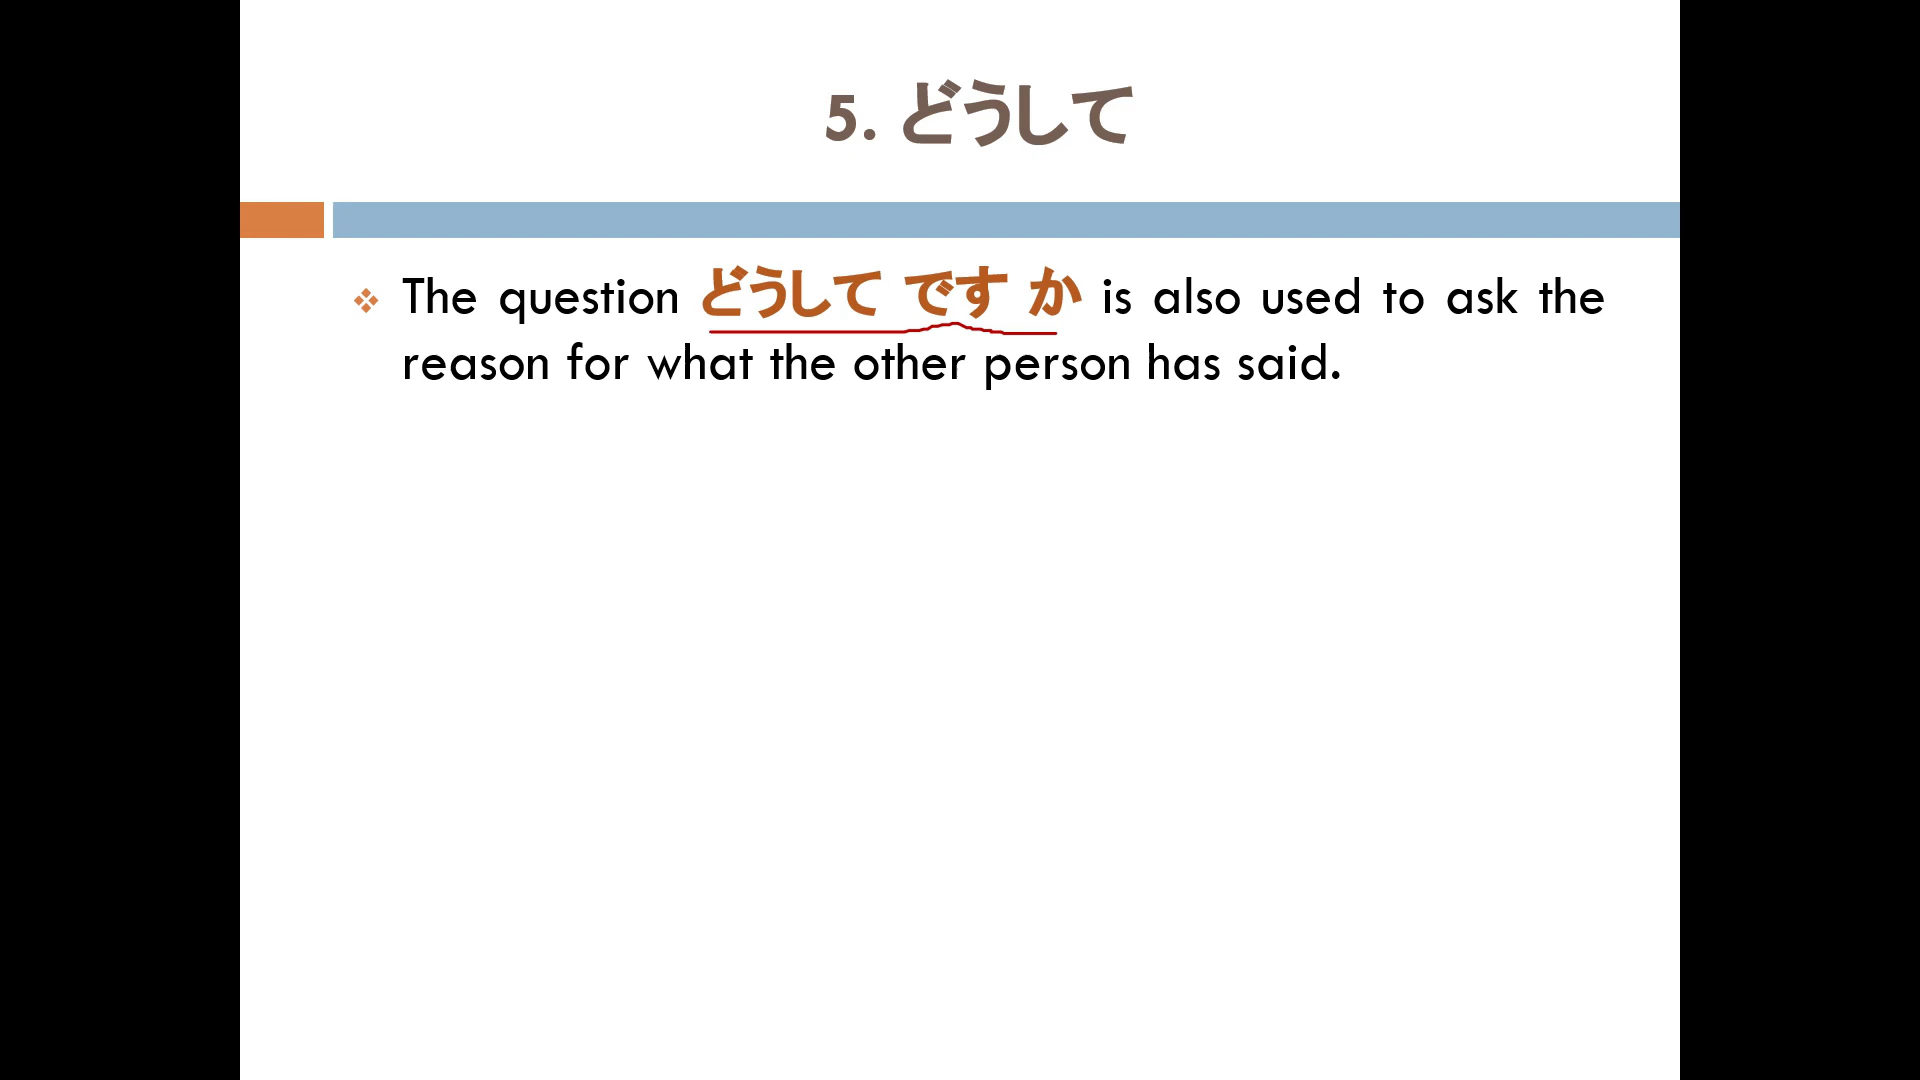 5. どうして
The question どうして です か is also used to ask the
reason for what the other person has said.